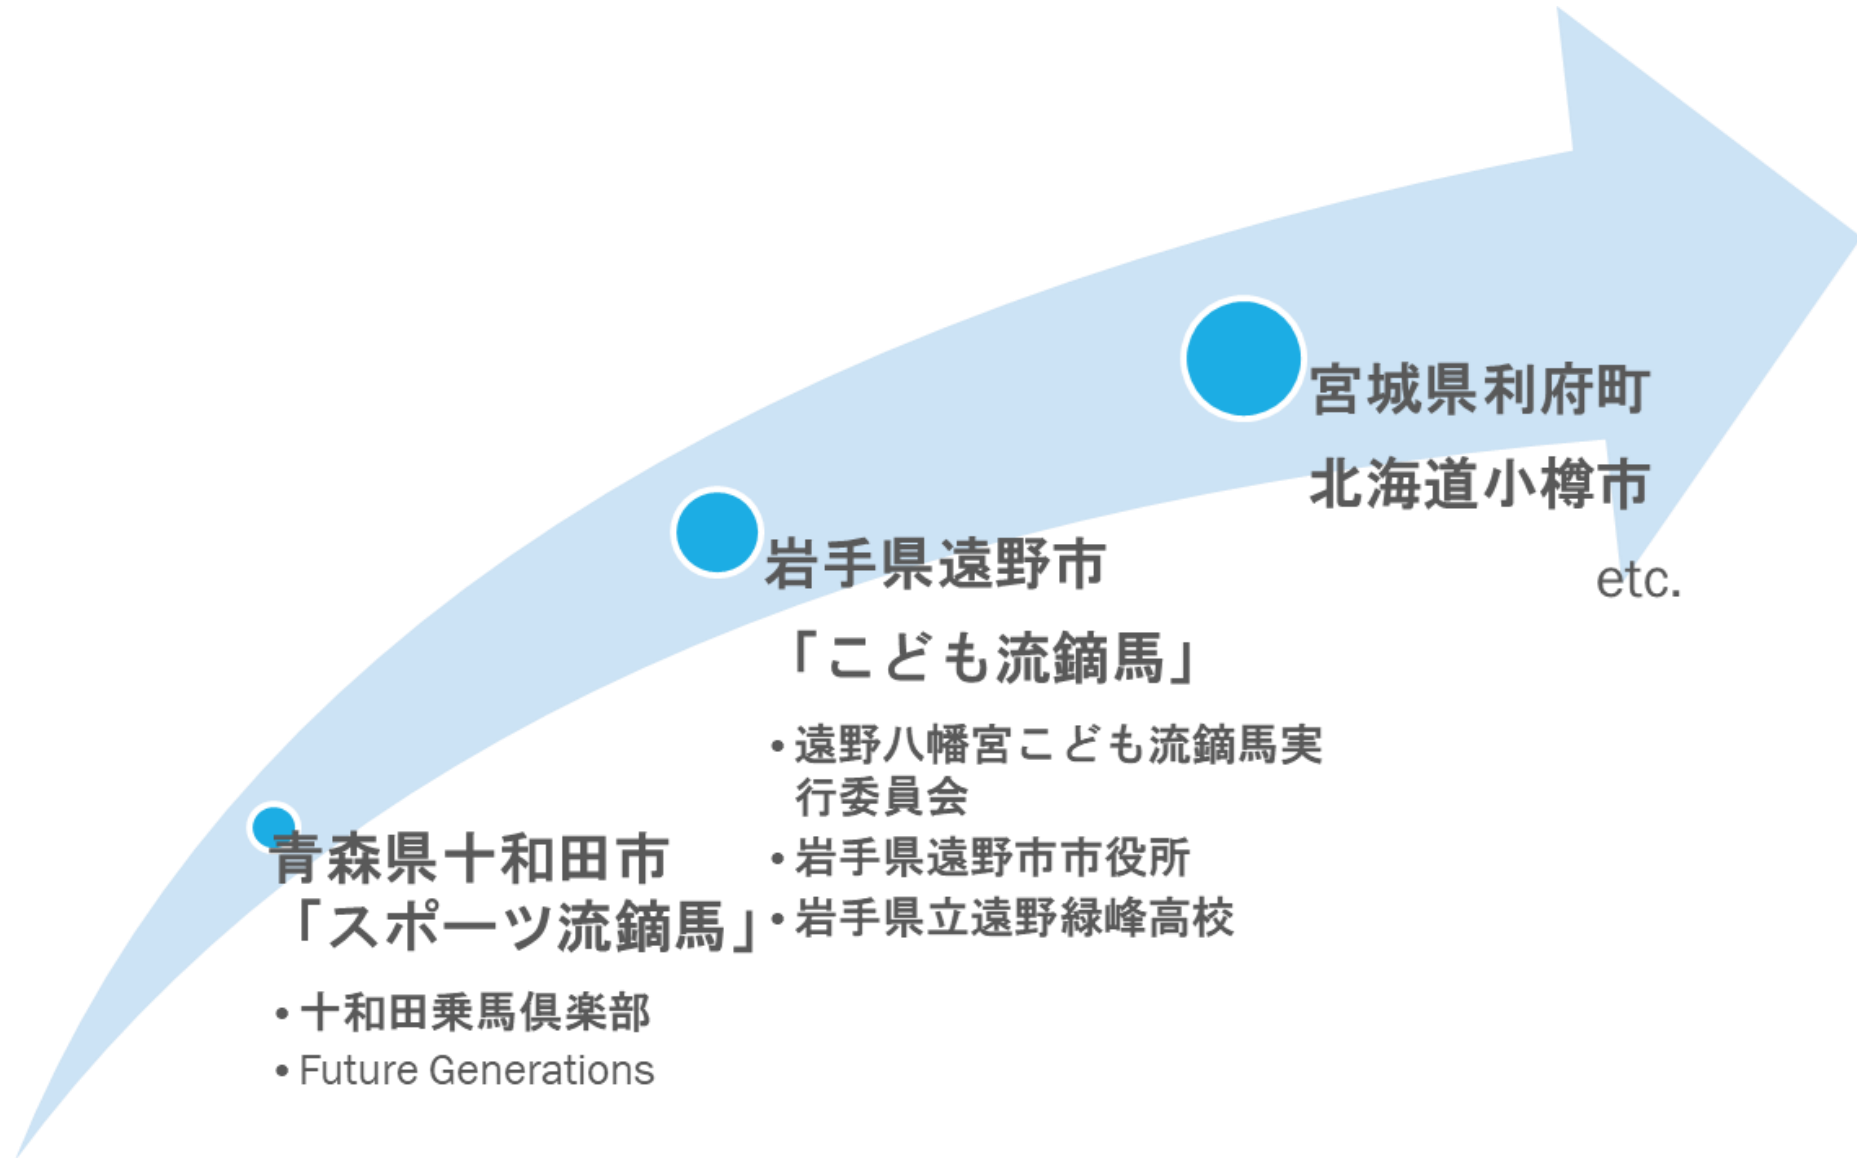 青森県十和田市
「スポーツ流鏑馬」
• 十和田乗馬倶楽部
• Future Generations
岩手県遠野市
「こども流鏑馬」
• 遠野八幡宮こども流鏑馬実
行委員会
• 岩手県遠野市市役所
• 岩手県立遠野緑峰高校
宮城県利府町
北海道小樽市
etc.